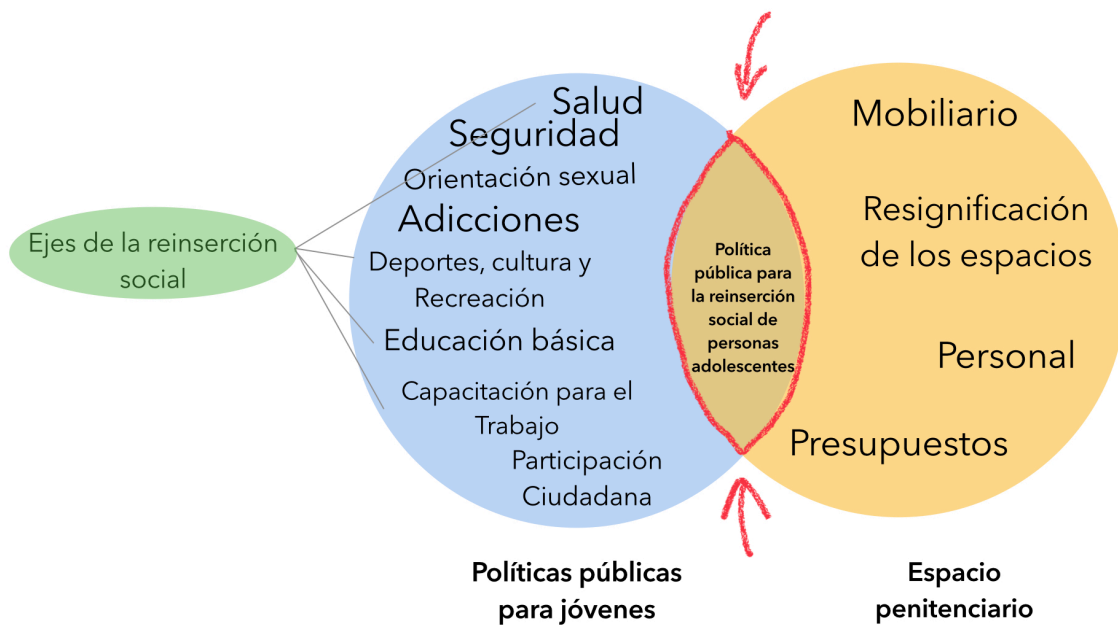 Ejes de la reinserción
social
Salud
Seguridad
Orientación sexual
Adicciones
Deportes, cultura y
Recreación
Educación básica
Capacitación para el
Trabajo
Participación
Ciudadana
Política
pública para
la reinserción
social de
personas
adolescentes
Mobiliario
Resignificación
de los espacios
Personal
Presupuestos
Políticas públicas
para jóvenes
Espacio
penitenciario